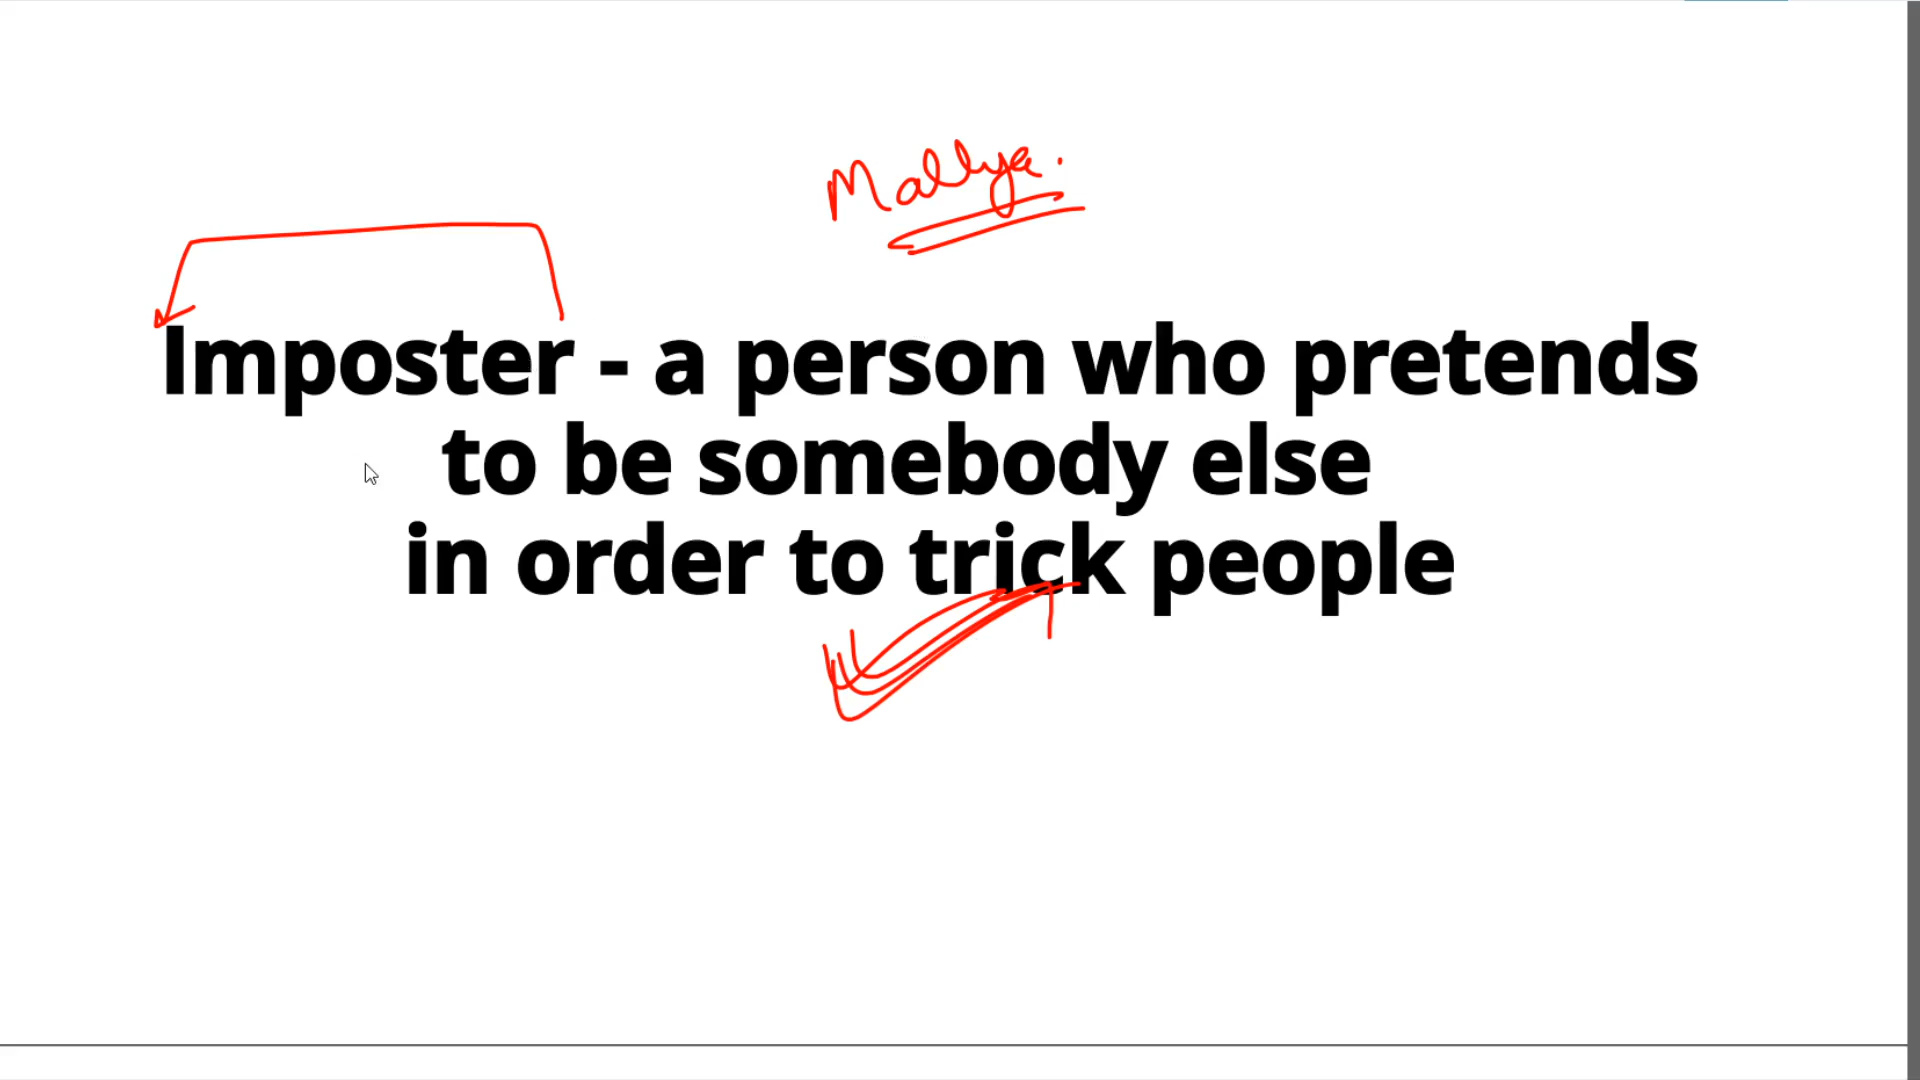 Mallya.
Imposter - a person who pretends
to be somebody else
in order to trick people